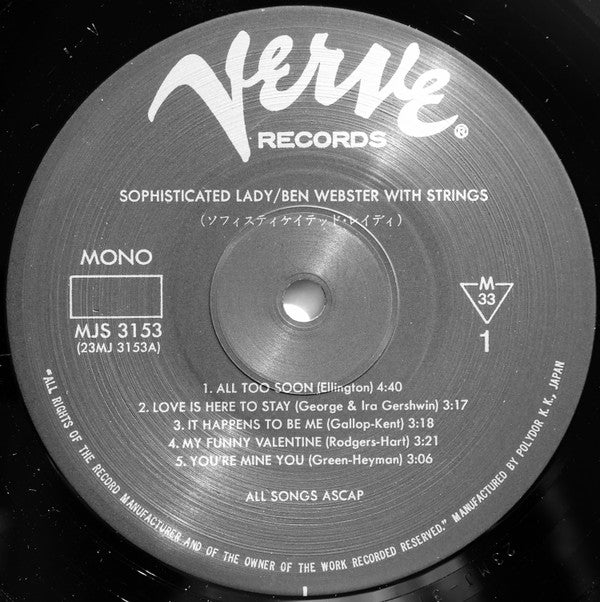 Verve®
RECORDS
SOPHISTICATED LADY/BEN WEBSTER WITH STRINGS
(ソフィスティケイテッド・レイディ)
MONO
MJS 3153
(23MJ 3153A)
M
33
1
1. ALL TOO SOON (Ellington) 4:40
2. LOVE IS HERE TO STAY (George & Ira Gershwin) 3:17
3. IT HAPPENS TO BE ME (Gallop-Kent) 3:18
4. MY FUNNY VALENTINE (Rodgers-Hart) 3:21
5. YOU'RE MINE YOU (Green-Heyman) 3:06
ALL SONGS ASCAP
"ALL RIGHTS OF THE RECORD MANUFACTURER AND OF THE OWNER OF THE WORK RECORDED RESERVED." MANUFACTURED BY POLYDOR K. K., JAPAN